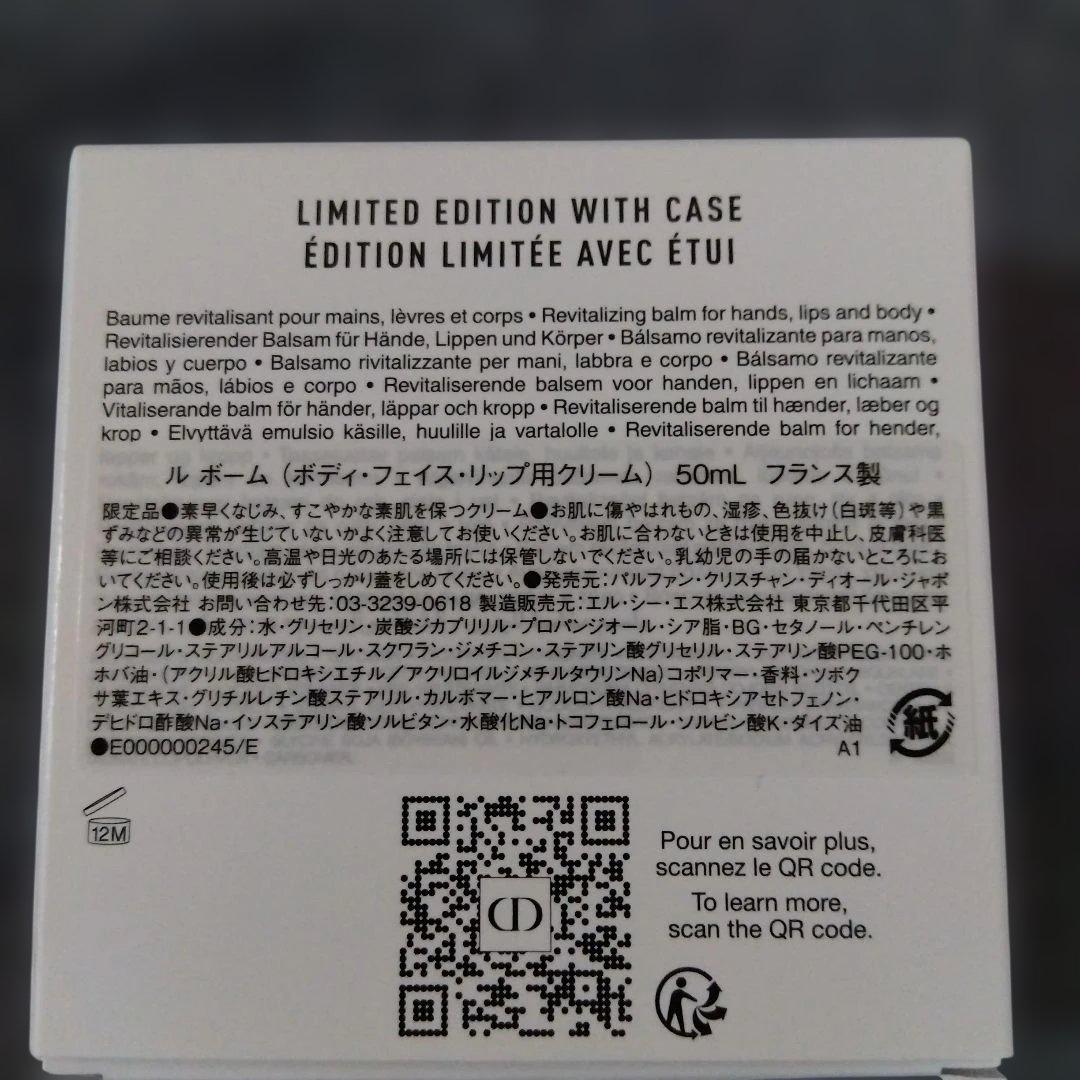 LIMITED EDITION WITH CASE
ÉDITION LIMITÉE AVEC ÉTUI
Baume revitalisant pour mains, lèvres et corps • Revitalizing balm for hands, lips and body •
Revitalisierender Balsam für Hände, Lippen und Körper • Bálsamo revitalizante para manos,
labios y cuerpo • Balsamo rivitalizzante per mani, labbra e corpo • Bálsamo revitalizante
para mãos, lábios e corpo • Revitaliserende balsem voor handen, lippen en lichaam •
Vitaliserande balm för händer, läppar och kropp • Revitaliserende balm til hænder, læber og
krop • Elvyttävä emulsio käsille, huulille ja vartalolle • Revitaliserende balm for hender,
ル ボーム（ボディ・フェイス・リップ用クリーム） 50mL フランス製
限定品●素早くなじみ、すこやかな素肌を保つクリーム●お肌に傷やはれもの、湿疹、色抜け（白斑等）や黒
ずみなどの異常が生じていないかよく注意してお使いください。お肌に合わないときは使用を中止し、皮膚科医
等にご相談ください。高温や日光のあたる場所には保管しないでください。乳幼児の手の届かないところにお
いてください。使用後は必ずしっかり蓋をしめてください。●発売元：パルファン・クリスチャン・ディオール・ジャポ
ン株式会社 お問い合わせ先：03-3239-0618 製造販売元：エル・シー・エス株式会社 東京都千代田区平
河町2-1-1●成分：水・グリセリン・炭酸ジカプリリル・プロパンジオール・シア脂・BG・セタノール・ペンチレン
グリコール・ステアリルアルコール・スクワラン・ジメチコン・ステアリン酸グリセリル・ステアリン酸PEG-100・ホ
ホバ油・（アクリル酸ヒドロキシエチル／アクリロイルジメチルタウリンNa）コポリマー・香料・ツボク
サ葉エキス・グリチルレチン酸ステアリル・カルボマー・ヒアルロン酸Na・ヒドロキシアセトフェノン・
デヒドロ酢酸Na・イソステアリン酸ソルビタン・水酸化Na・トコフェロール・ソルビン酸K・ダイズ油
●E000000245/E A1
紙
12M
CD
Pour en savoir plus,
scannez le QR code.
To learn more,
scan the QR code.